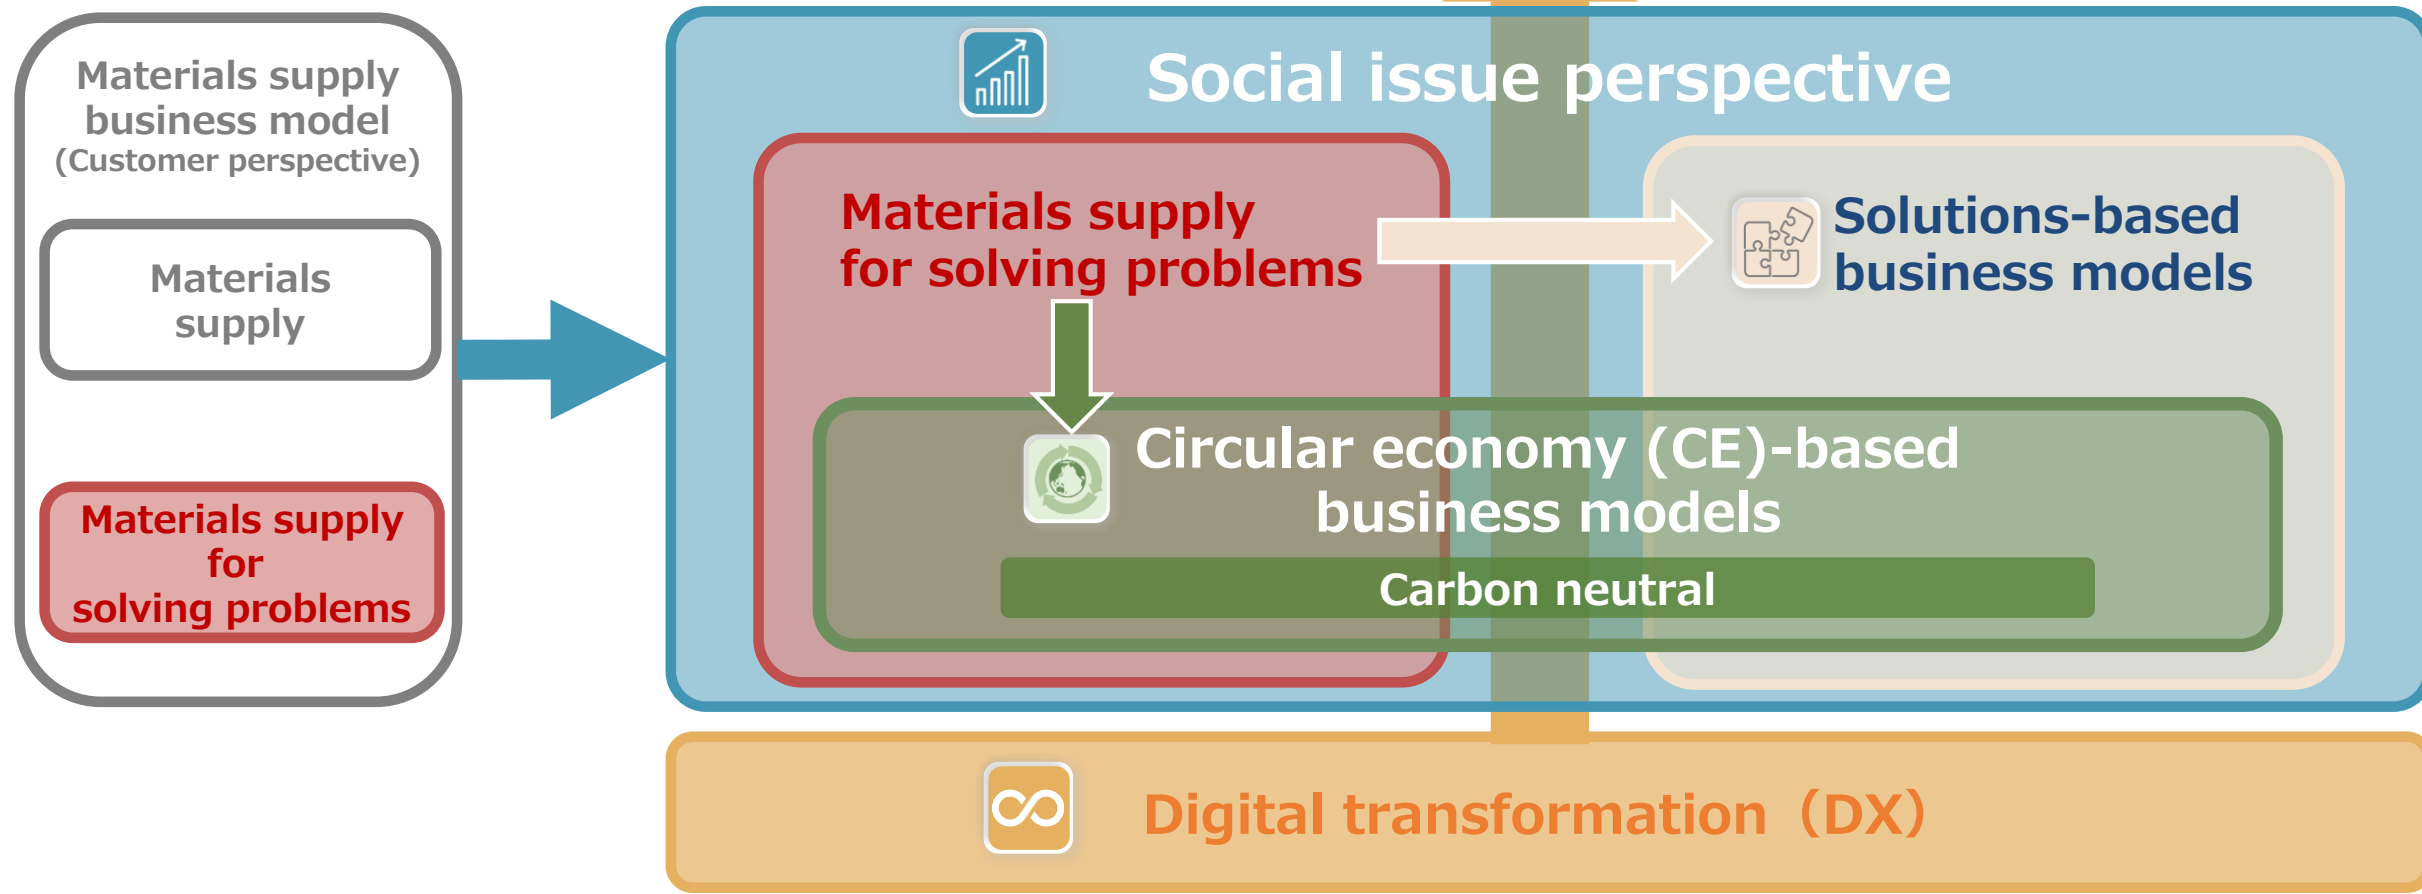 Materials supply
business model
(Customer perspective)
Materials
supply
Materials supply
for
solving problems
Social issue perspective
Materials supply
for solving problems
Solutions-based
business models
Circular economy (CE)-based
business models
Carbon neutral
Digital transformation（DX）